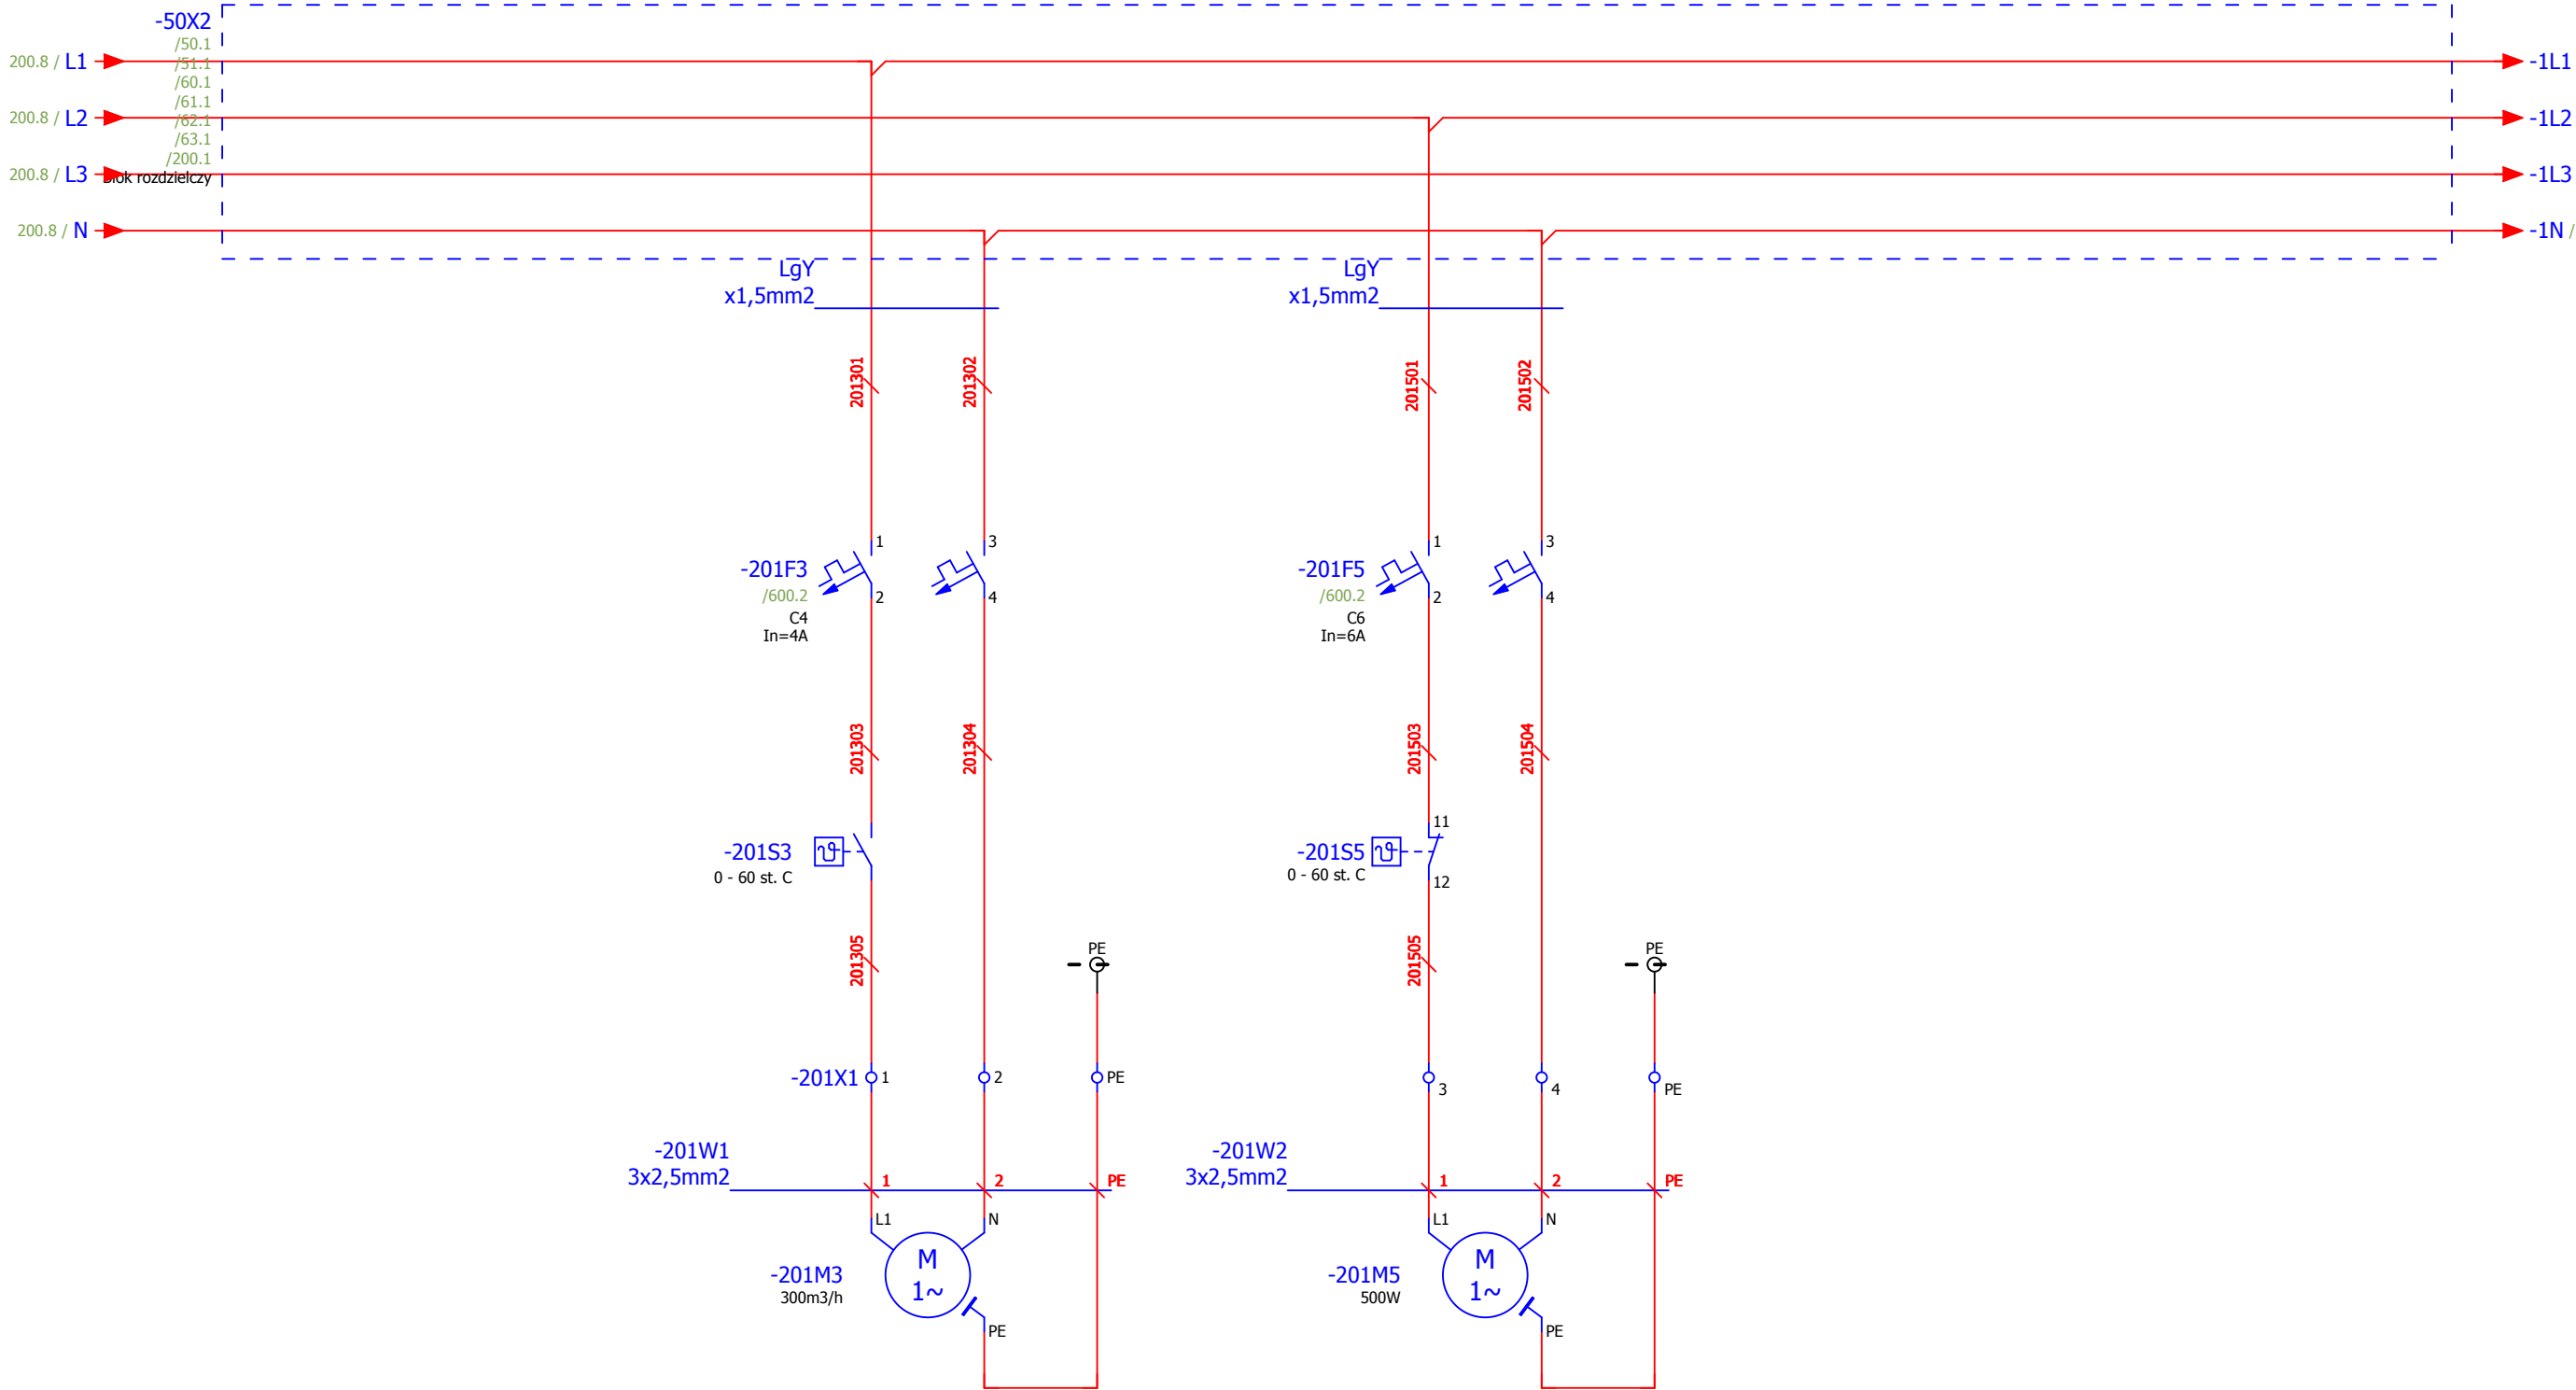 -50X2
/50.1
200.8 / L1
/51.1
-1L1
/60.1
/61.1
200.8 / L2
/62.1
-1L2
/63.1
/200.1
200.8 / L3
Blok rozdzielczy
-1L3
200.8 / N
-1N /
LgY
x1,5mm2
LgY
x1,5mm2
201301
201302
201501
201502
1
3
1
3
-201F3
/600.2
C4
In=4A
2
4
-201F5
/600.2
C6
In=6A
2
4
201303
201304
201503
201504
-201S3
0 - 60 st. C
ϑ
11
-201S5
0 - 60 st. C
ϑ
12
201305
PE
201505
PE
-201X1
1
2
PE
3
4
PE
-201W1
3x2,5mm2
1
2
PE
-201W2
3x2,5mm2
1
2
PE
L1
N
L1
N
-201M3
300m3/h
M
1~
PE
-201M5
500W
M
1~
PE